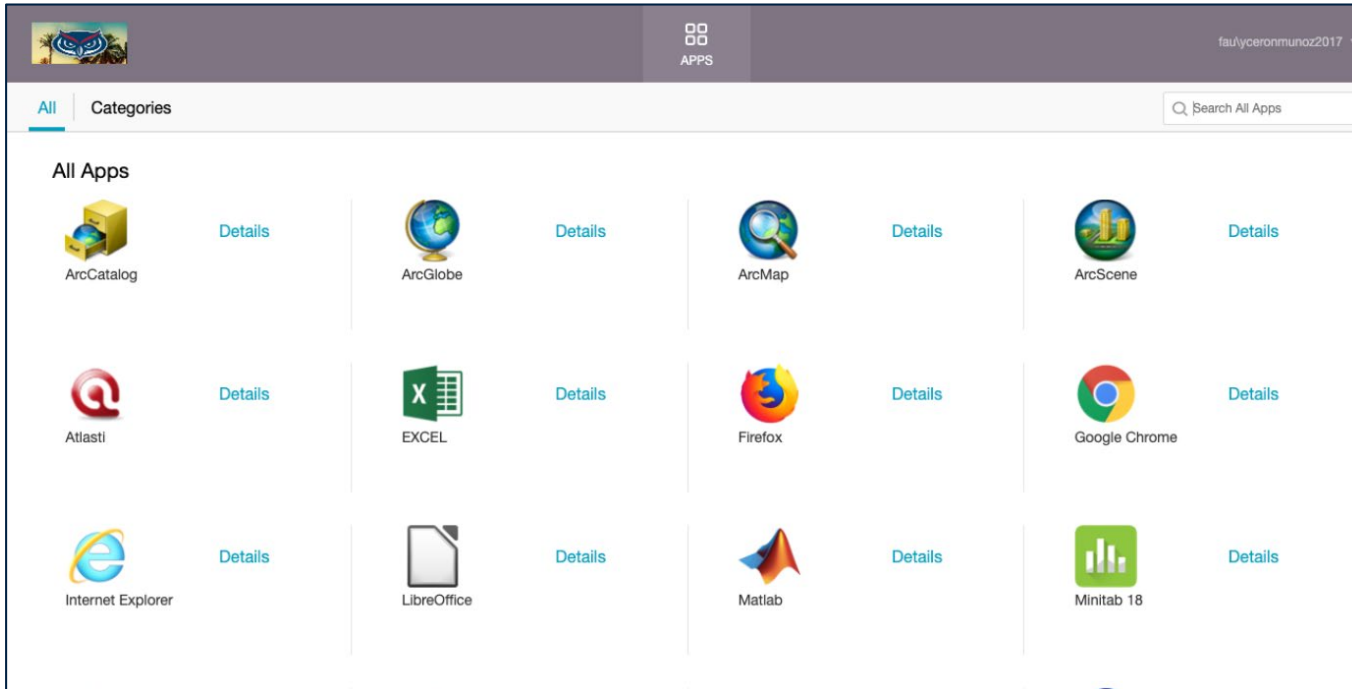 APPS
fau\yceronmunoz2017
All
Categories
Search All Apps
All Apps
Details
Details
Details
Details
ArcCatalog
ArcGlobe
ArcMap
ArcScene
Details
Details
Details
Details
Atlasti
EXCEL
Firefox
Google Chrome
Details
Details
Details
Details
Internet Explorer
LibreOffice
Matlab
Minitab 18